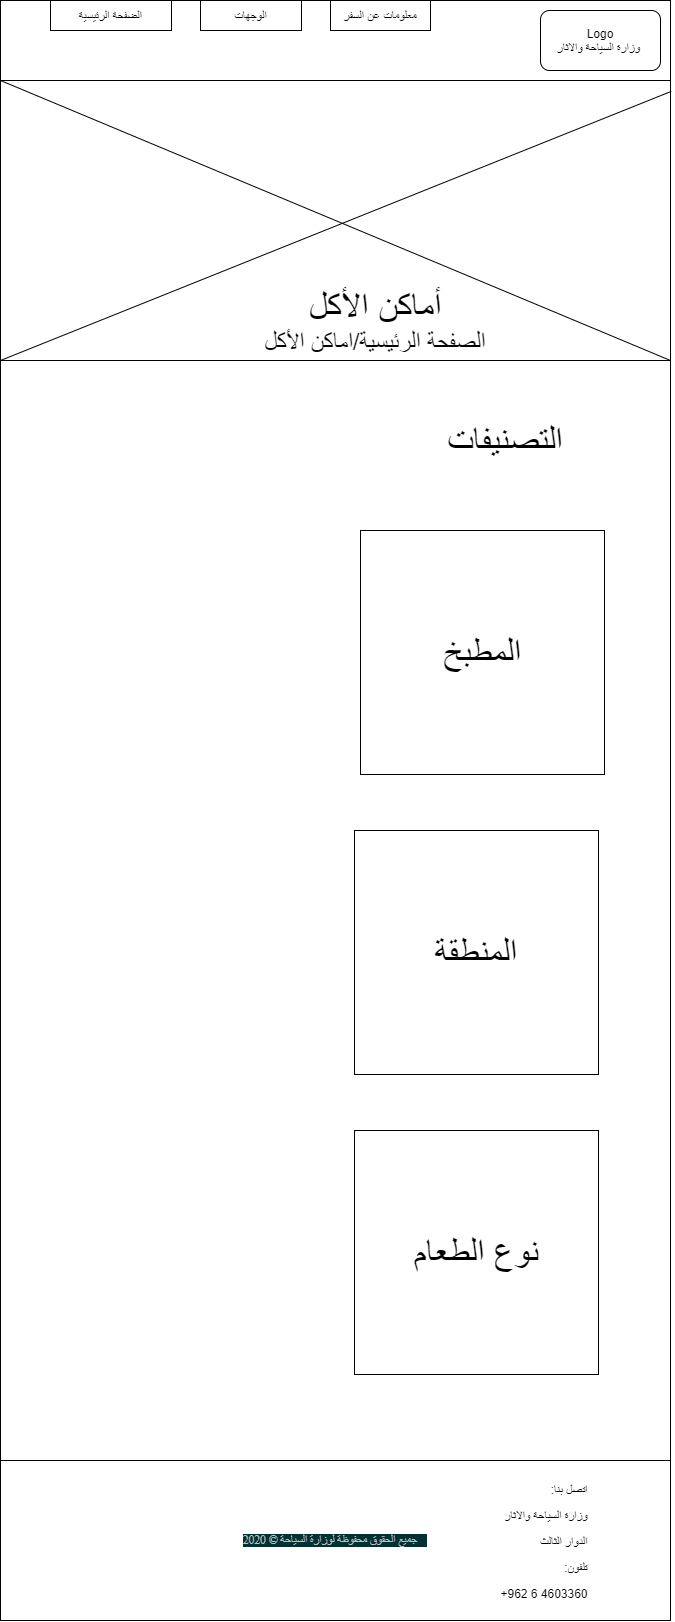 Logo
وزارة السياحة والاثار
معلومات عن السفر
الوجهات
الصفحة الرئيسية
أماكن الأكل
الصفحة الرئيسية/اماكن الأكل
التصنيفات
المطبخ
المنطقة
نوع الطعام
اتصل بنا:
وزارة السياحة والاثار
الدوار الثالث
تلفون:
+962 6 4603360
جميع الحقوق محفوظة لوزارة السياحة © 2020